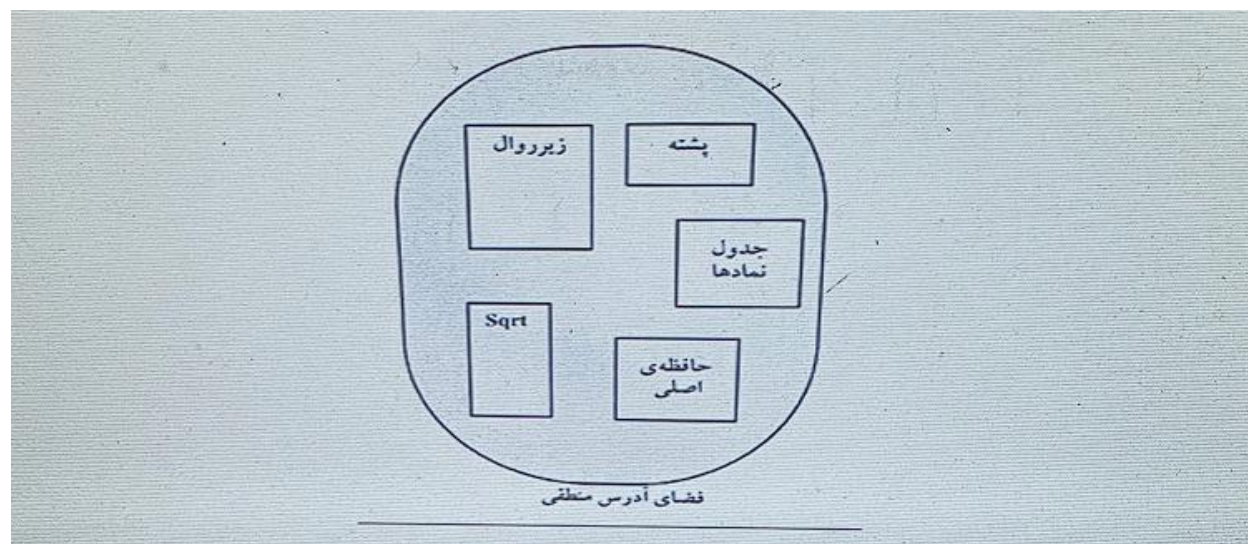 زیرروال
پشته
جدول
نمادها
Sqrt
حافظه‌ی
اصلی
فضای آدرس منطقی